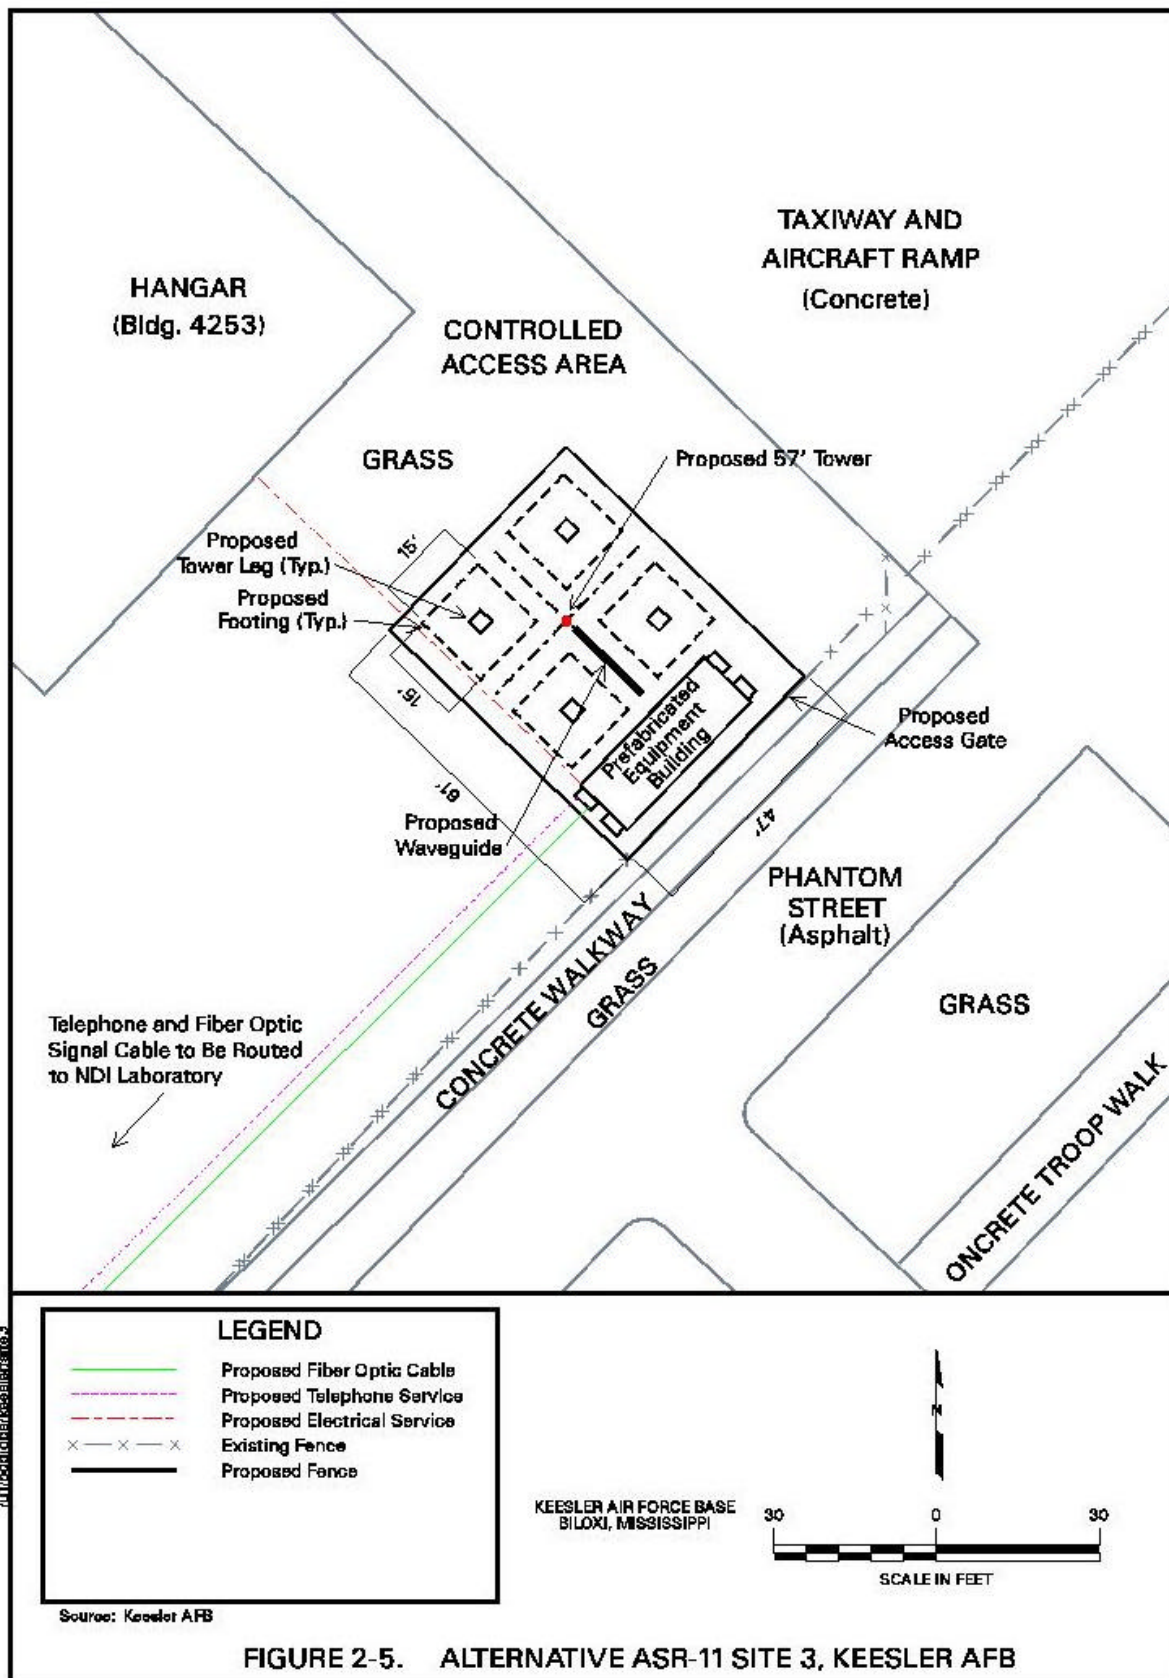 TAXIWAY AND
AIRCRAFT RAMP
(Concrete)
HANGAR
(Bldg. 4253)
CONTROLLED
ACCESS AREA
GRASS
Proposed 57' Tower
Proposed
Tower Leg (Typ.)
15'
Proposed
Footing (Typ.)
15'
Prefabricated
Equipment
Building
Proposed
Access Gate
61'
47'
Proposed
Waveguide
PHANTOM
STREET
(Asphalt)
CONCRETE WALKWAY
GRASS
GRASS
Telephone and Fiber Optic
Signal Cable to Be Routed
to NDI Laboratory
ONCRETE TROOP WALK
LEGEND
Proposed Fiber Optic Cable
Proposed Telephone Service
Proposed Electrical Service
Existing Fence
Proposed Fence
N
KEESLER AIR FORCE BASE
BILOXI, MISSISSIPPI
30 0 30
SCALE IN FEET
Source: Keesler AFB
FIGURE 2-5. ALTERNATIVE ASR-11 SITE 3, KEESLER AFB